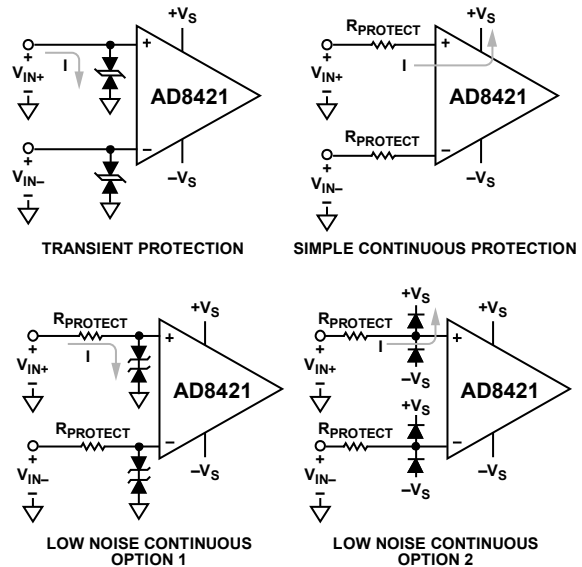 +VS
RPROTECT
+
+
I
VIN+
AD8421
–
RPROTECT
–
+
VIN–
–VS
–
TRANSIENT PROTECTION
+VS
RPROTECT
+
+
I
VIN+
AD8421
–
RPROTECT
–
+
VIN–
–VS
–
SIMPLE CONTINUOUS PROTECTION
+VS
RPROTECT
+
+
I
VIN+
AD8421
–
RPROTECT
–
+
VIN–
–VS
–
LOW NOISE CONTINUOUS
OPTION 1
+VS
+VS
RPROTECT
+
+
I
VIN+
–VS
AD8421
–
+VS
RPROTECT
–
+
VIN–
–VS
–VS
–
LOW NOISE CONTINUOUS
OPTION 2